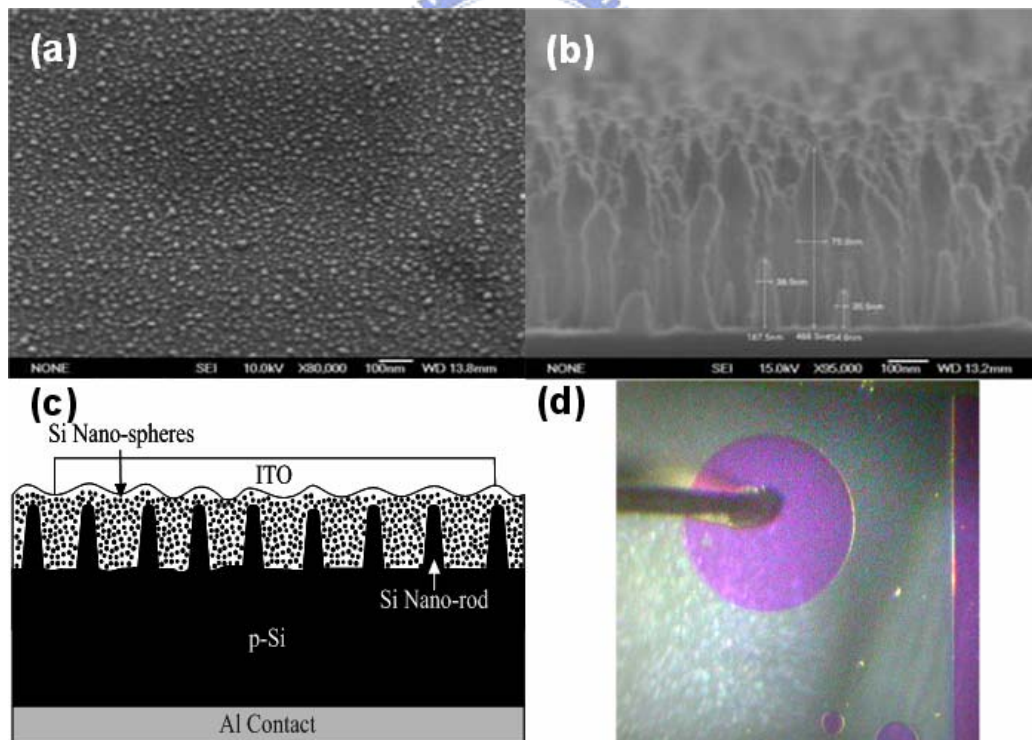 (a)
NONE SEI 10.0kV X80,000 100nm WD 13.8mm
(b)
NONE SEI 15.0kV X95,000 100nm WD 13.2mm
(c)
Si Nano-spheres
ITO
Si Nano-rod
p-Si
Al Contact
(d)